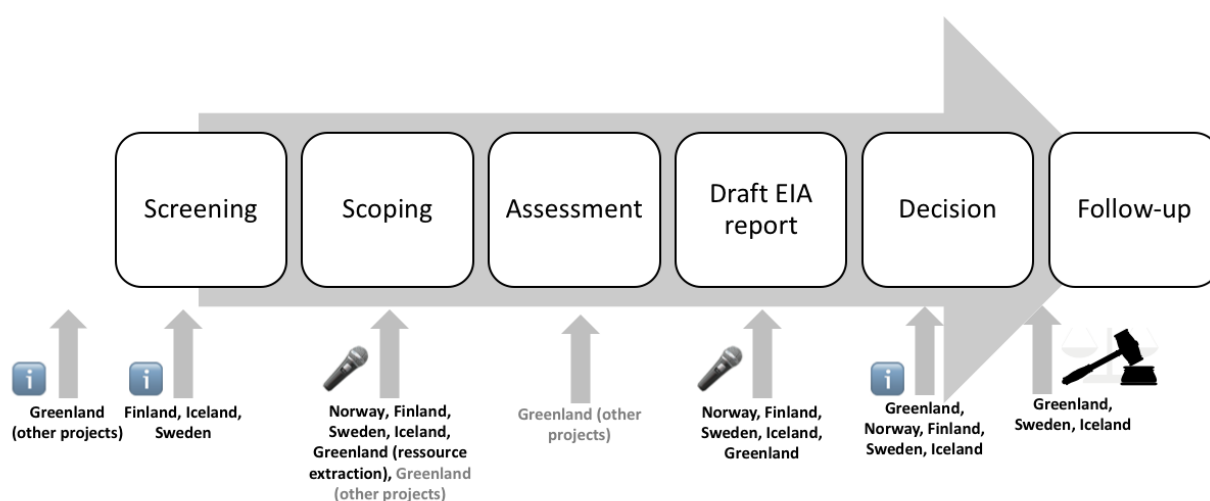 Screening
Scoping
Assessment
Draft EIA
report
Decision
Follow-up
i
Greenland
(other projects)
i
Finland, Iceland,
Sweden
Norway, Finland,
Sweden, Iceland,
Greenland (ressource
extraction), Greenland
(other projects)
Greenland (other
projects)
Norway, Finland,
Sweden, Iceland,
Greenland
i
Greenland,
Norway, Finland,
Sweden, Iceland
Greenland,
Sweden, Iceland